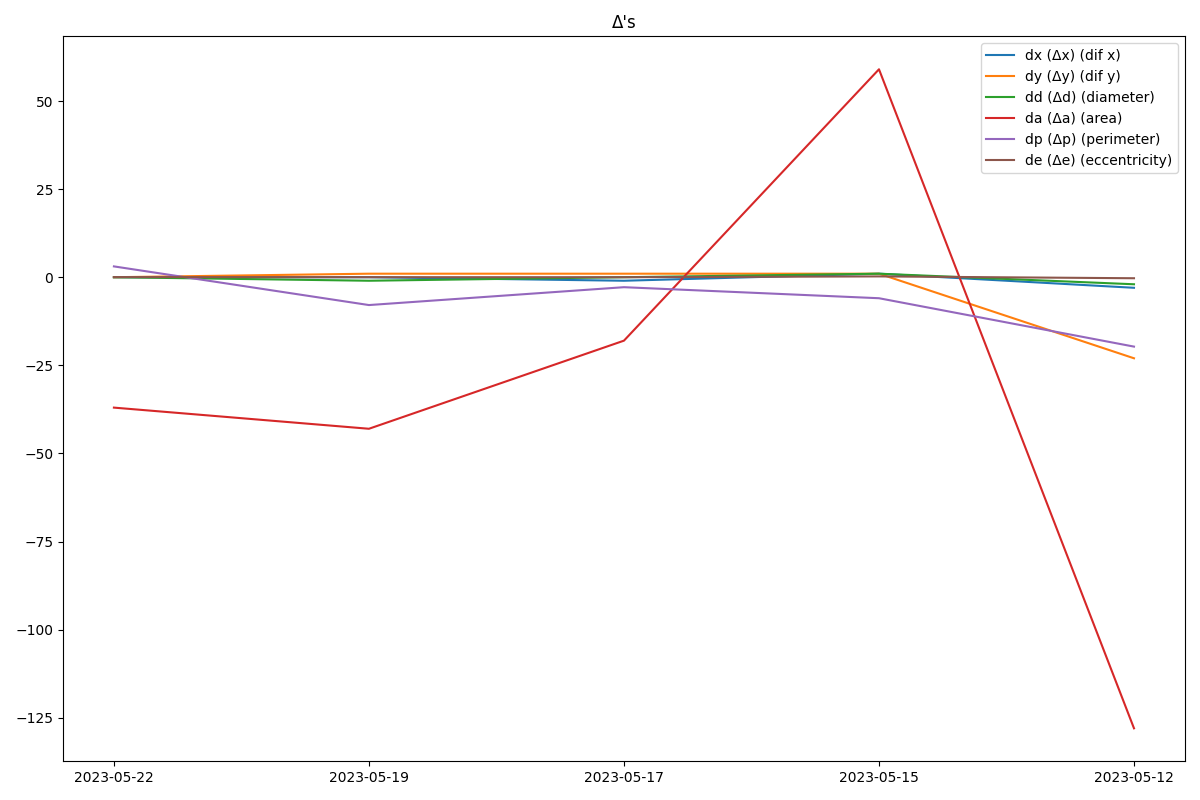 Δ's
dx (Δx) (dif x)
dy (Δy) (dif y)
dd (Δd) (diameter)
da (Δa) (area)
dp (Δp) (perimeter)
de (Δe) (eccentricity)
50
25
0
−25
−50
−75
−100
−125
2023-05-22 2023-05-19 2023-05-17 2023-05-15 2023-05-12